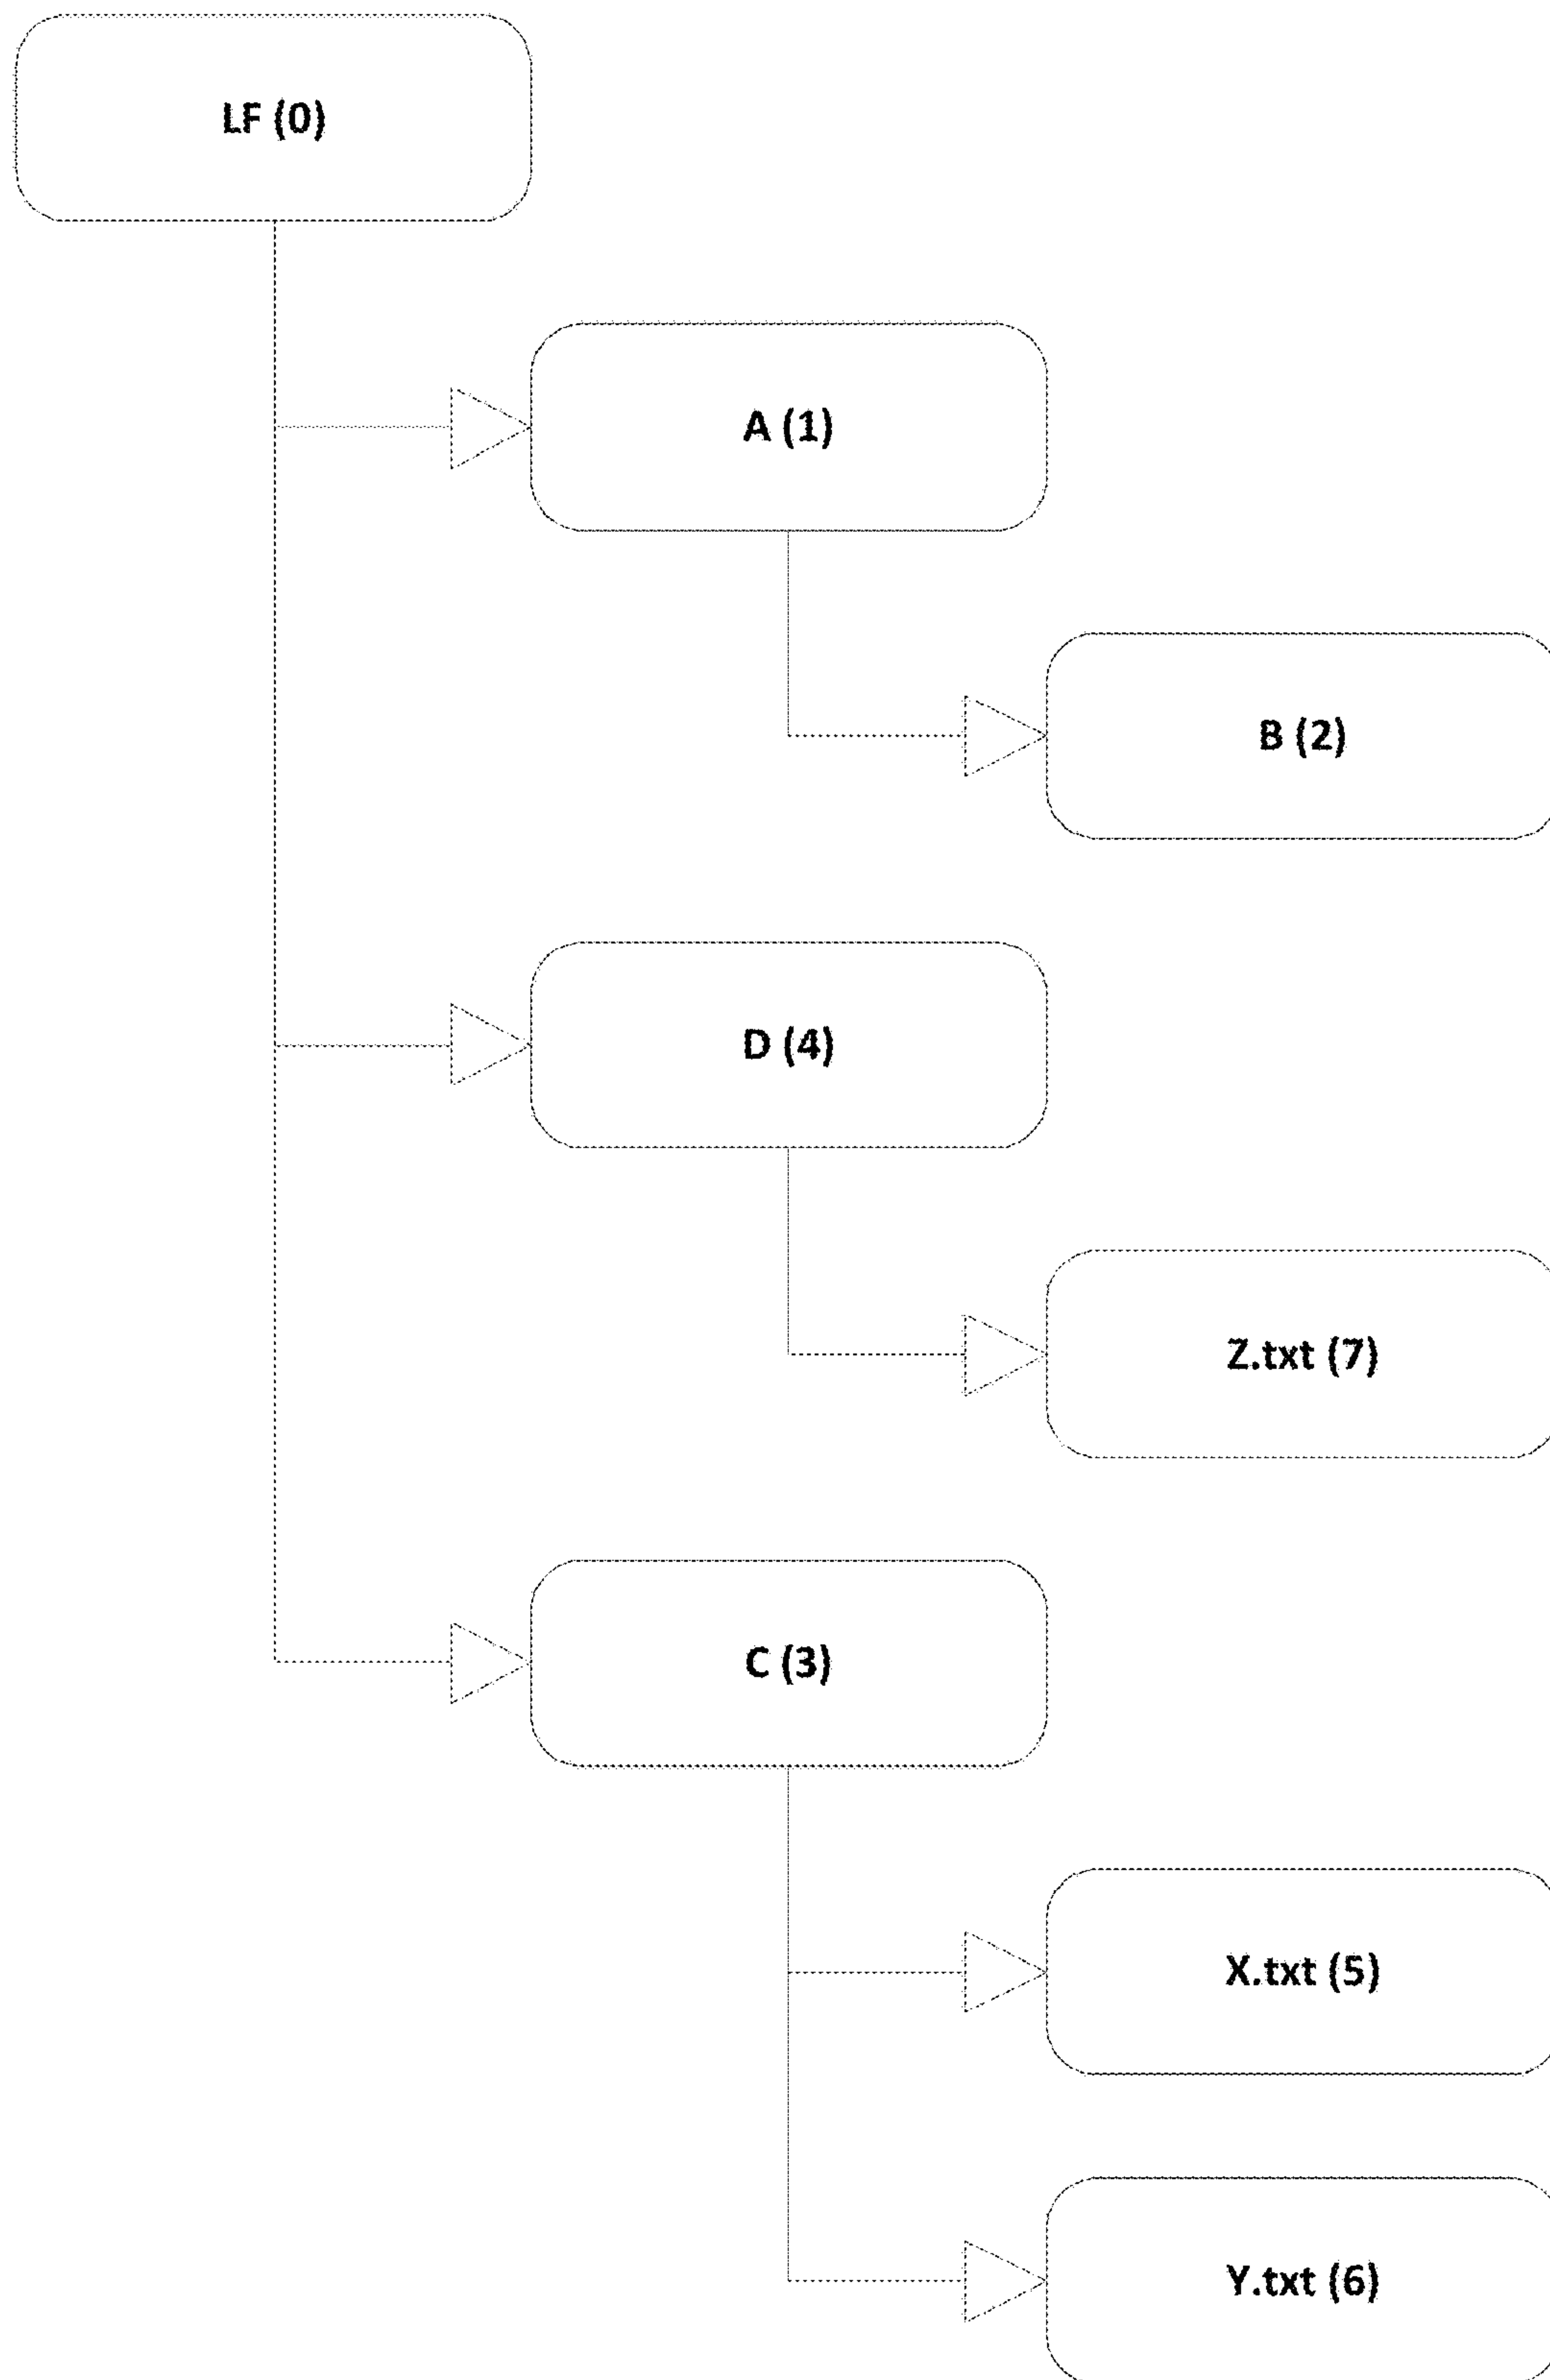 LF (0)
A (1)
B (2)
D (4)
Z.txt (7)
C (3)
X.txt (5)
Y.txt (6)